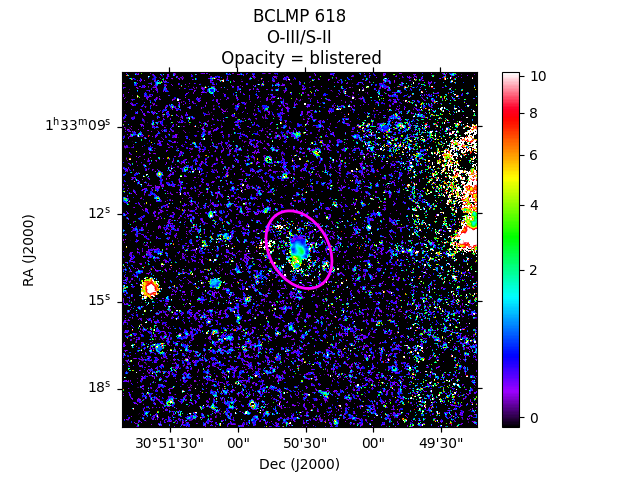 BCLMP 618
O-III/S-II
Opacity = blistered
RA (J2000)
1ʰ33ᵐ09ˢ
12ˢ
15ˢ
18ˢ
30°51'30"
00"
50'30"
00"
49'30"
Dec (J2000)
10
8
6
4
2
0